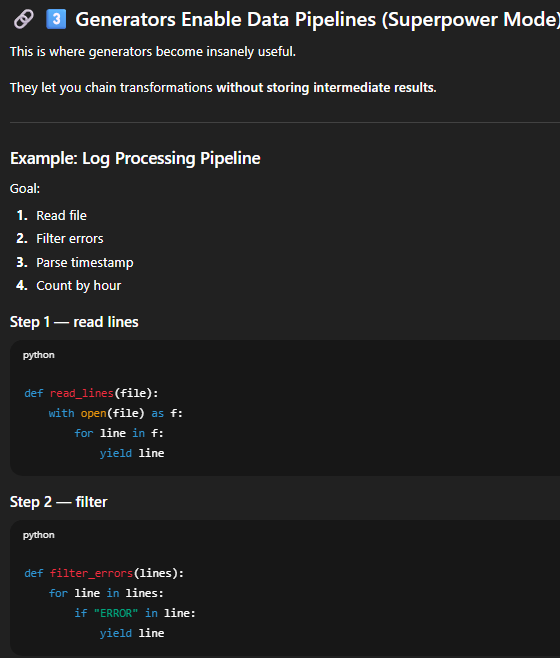 🔗 3️⃣ Generators Enable Data Pipelines (Superpower Mode)
This is where generators become insanely useful.
They let you chain transformations without storing intermediate results.
Example: Log Processing Pipeline
Goal:
1. Read file
2. Filter errors
3. Parse timestamp
4. Count by hour
Step 1 — read lines
python
def read_lines(file):
    with open(file) as f:
        for line in f:
            yield line
Step 2 — filter
python
def filter_errors(lines):
    for line in lines:
        if "ERROR" in line:
            yield line